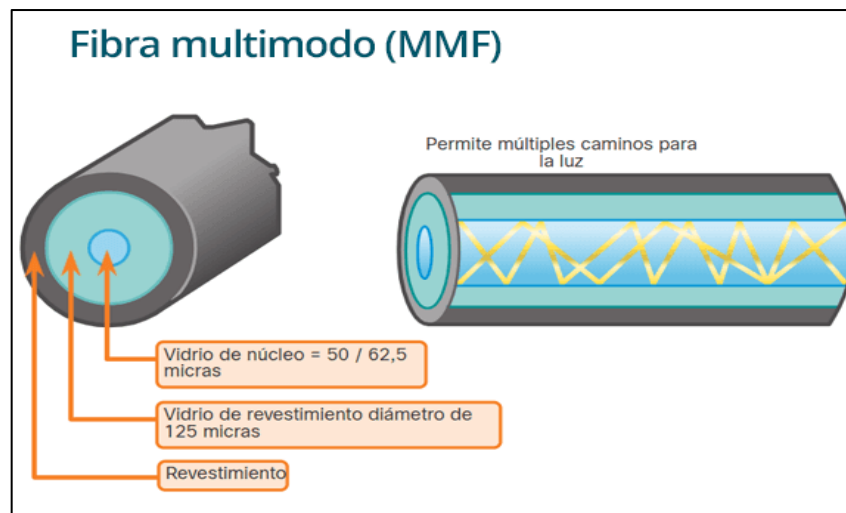 Fibra multimodo (MMF)
Permite múltiples caminos para
la luz
Vidrio de núcleo = 50 / 62,5
micras
Vidrio de revestimiento diámetro de
125 micras
Revestimiento